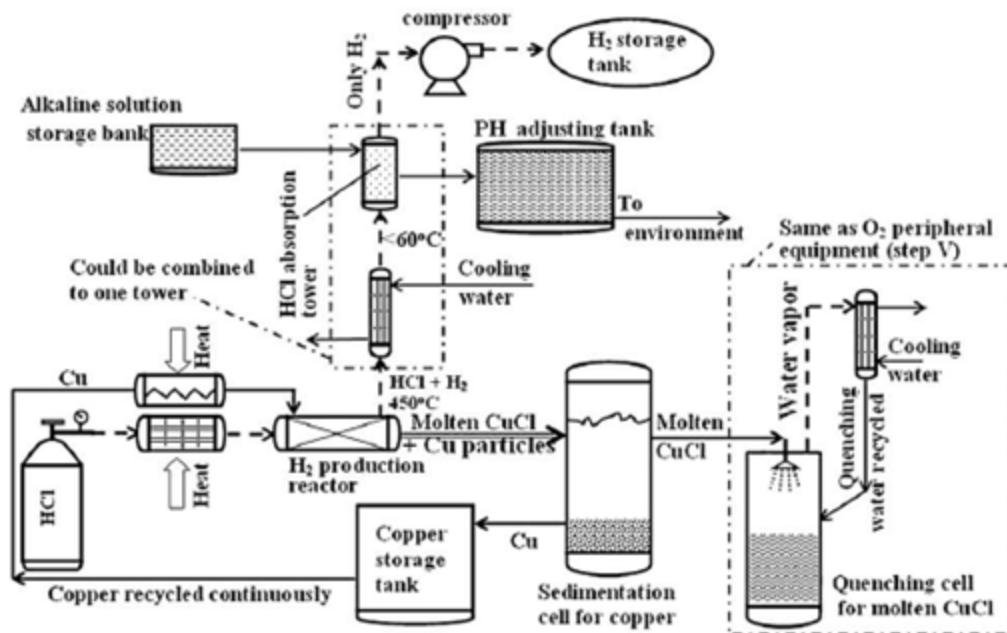 compressor
H2 storage
tank
Only H2
Alkaline solution
storage bank
PH adjusting tank
To
environment
<60°C
HCl absorption
tower
Cooling
water
Could be combined
to one tower
Same as O2 peripheral
equipment (step V)
Water vapor
Cooling
water
Quenching
water recycled
Heat
Cu
HCl + H2
450°C
Molten CuCl
+ Cu particles
H2 production
reactor
Molten
CuCl
HCl
Heat
Cu
Copper
storage
tank
Copper recycled continuously
Sedimentation
cell for copper
Quenching cell
for molten CuCl